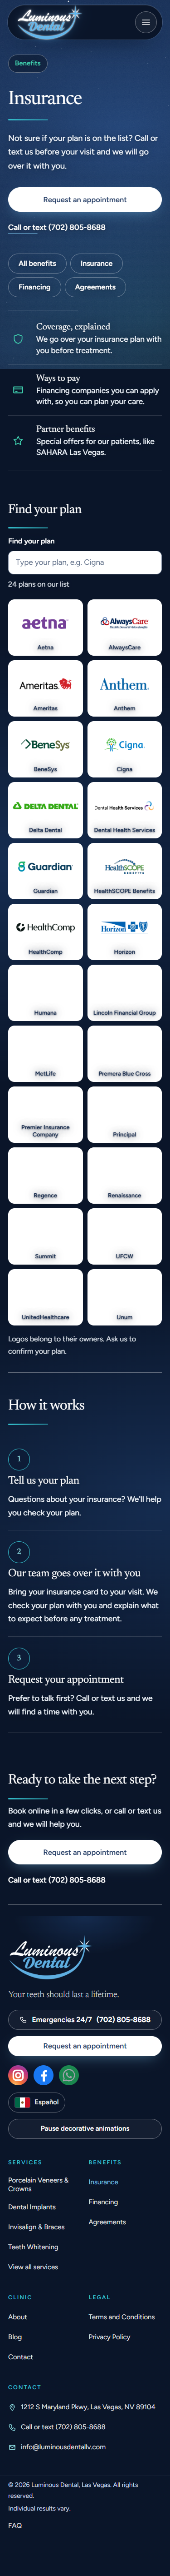 Luminous
Dental
Benefits
Insurance
Not sure if your plan is on the list? Call or
text us before your visit and we will go
over it with you.
Request an appointment
Call or text (702) 805-8688
All benefits
Insurance
Financing
Agreements
Coverage, explained
We go over your insurance plan with
you before treatment.
Ways to pay
Financing companies you can apply
with, so you can plan your care.
Partner benefits
Special offers for our patients, like
SAHARA Las Vegas.
Find your plan
Find your plan
Type your plan, e.g. Cigna
24 plans on our list
aetna
Aetna
AlwaysCare
AlwaysCare
Ameritas
Ameritas
Anthem
Anthem
BeneSys
BeneSys
Cigna
Cigna
DELTA DENTAL
Delta Dental
Dental Health Services
Dental Health Services
Guardian
Guardian
HealthSCOPE
BENEFITS
HealthSCOPE Benefits
HealthComp
HealthComp
Horizon
Horizon
Humana
Lincoln Financial Group
MetLife
Premera Blue Cross
Premier Insurance
Company
Principal
Regence
Renaissance
Summit
UFCW
UnitedHealthcare
Unum
Logos belong to their owners. Ask us to
confirm your plan.
How it works
1
Tell us your plan
Questions about your insurance? We'll help
you check your plan.
2
Our team goes over it with you
Bring your insurance card to your visit. We
check your plan with you and explain what
to expect before any treatment.
3
Request your appointment
Prefer to talk first? Call or text us and we
will find a time with you.
Ready to take the next step?
Book online in a few clicks, or call or text us
and we will help you.
Request an appointment
Call or text (702) 805-8688
Luminous
Dental
Your teeth should last a lifetime.
Emergencies 24/7 (702) 805-8688
Request an appointment
Español
Pause decorative animations
SERVICES
Porcelain Veneers &
Crowns
Dental Implants
Invisalign & Braces
Teeth Whitening
View all services
BENEFITS
Insurance
Financing
Agreements
CLINIC
About
Blog
Contact
LEGAL
Terms and Conditions
Privacy Policy
CONTACT
1212 S Maryland Pkwy, Las Vegas, NV 89104
Call or text (702) 805-8688
info@luminousdentallv.com
© 2026 Luminous Dental, Las Vegas. All rights
reserved.
Individual results vary.
FAQ